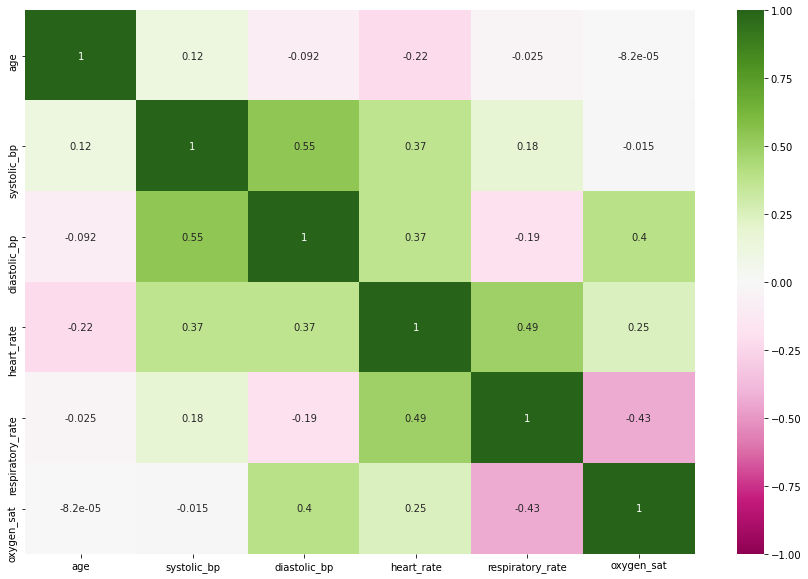 age 1 0.12 -0.092 -0.22 -0.025 -8.2e-05
systolic_bp 0.12 1 0.55 0.37 0.18 -0.015
diastolic_bp -0.092 0.55 1 0.37 -0.19 0.4
heart_rate -0.22 0.37 0.37 1 0.49 0.25
respiratory_rate -0.025 0.18 -0.19 0.49 1 -0.43
oxygen_sat -8.2e-05 -0.015 0.4 0.25 -0.43 1
age systolic_bp diastolic_bp heart_rate respiratory_rate oxygen_sat
1.00
0.75
0.50
0.25
0.00
−0.25
−0.50
−0.75
−1.00